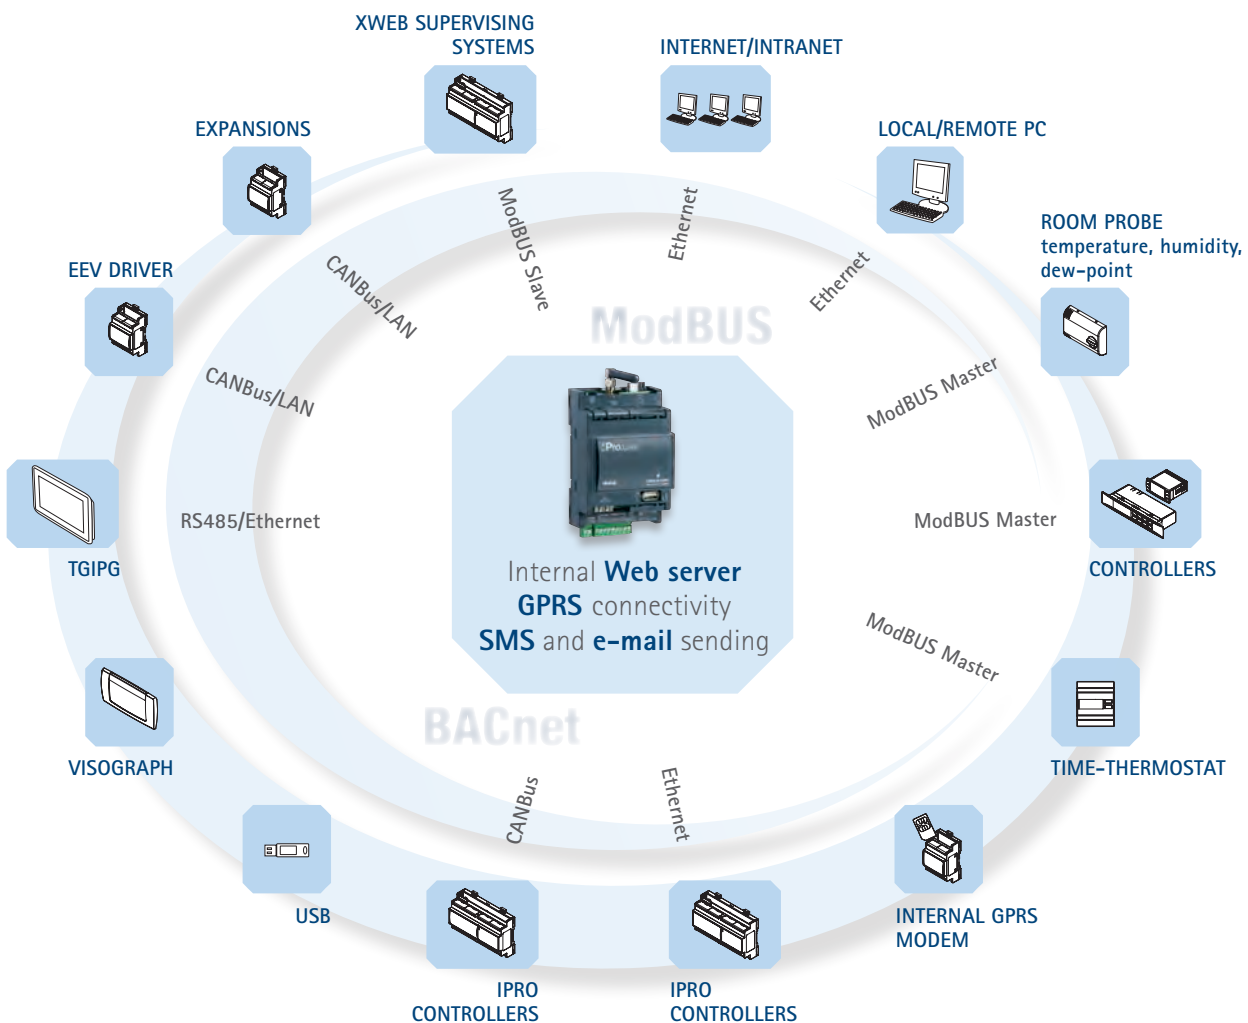 XWEB SUPERVISING
SYSTEMS
INTERNET/INTRANET
EXPANSIONS
LOCAL/REMOTE PC
ROOM PROBE
temperature, humidity,
dew-point
EEV DRIVER
ModBUS Slave
Ethernet
CANBus/LAN
Ethernet
ModBUS
CANBus/LAN
ModBUS Master
RS485/Ethernet
ModBUS Master
TGIPG
CONTROLLERS
Internal Web server
GPRS connectivity
SMS and e-mail sending
ModBUS Master
BACnet
VISOGRAPH
TIME-THERMOSTAT
CANBus
Ethernet
USB
INTERNAL GPRS
MODEM
IPRO
CONTROLLERS
IPRO
CONTROLLERS